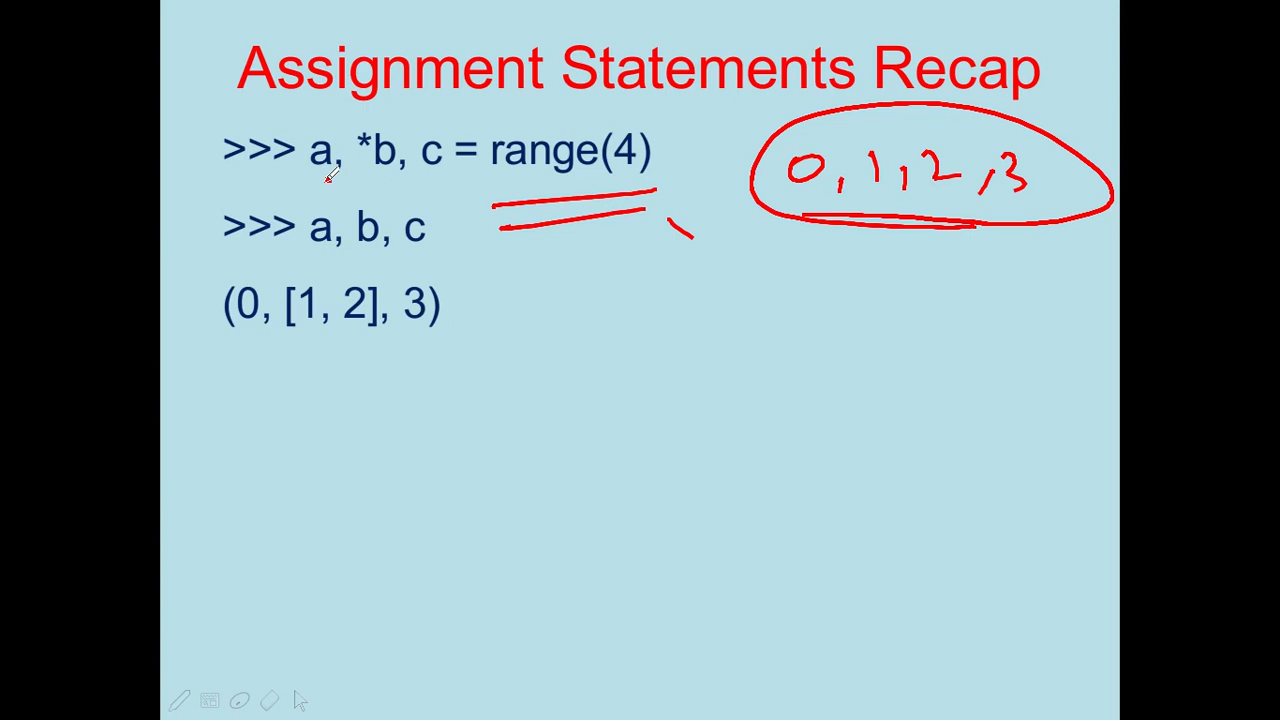 Assignment Statements Recap
>>> a, *b, c = range(4)
0, 1, 2, 3
>>> a, b, c
(0, [1, 2], 3)